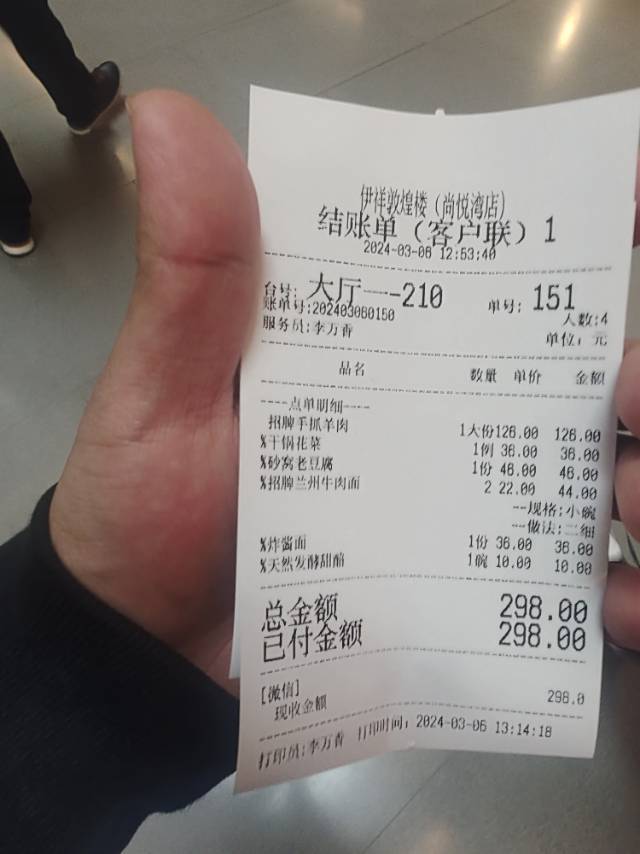 伊祥敦煌楼（尚悦湾店）
结账单（客户联）1
2024-03-06 12:53:40
台号: 大厅一--210 单号: 151
账单号:202403060150 人数:4
服务员:李万香 单位: 元
品名 数量 单价 金额
----点单明细----
招牌手抓羊肉 1大份126.00 126.00
%干锅花菜 1例 36.00 36.00
%砂窝老豆腐 1份 46.00 46.00
%招牌兰州牛肉面 2 22.00 44.00
--规格:小碗
--做法:二细
%炸酱面 1份 36.00 36.00
%天然发酵甜醅 1碗 10.00 10.00
总金额 298.00
已付金额 298.00
[微信]
现收金额 298.0
打印员:李万香 打印时间: 2024-03-06 13:14:18